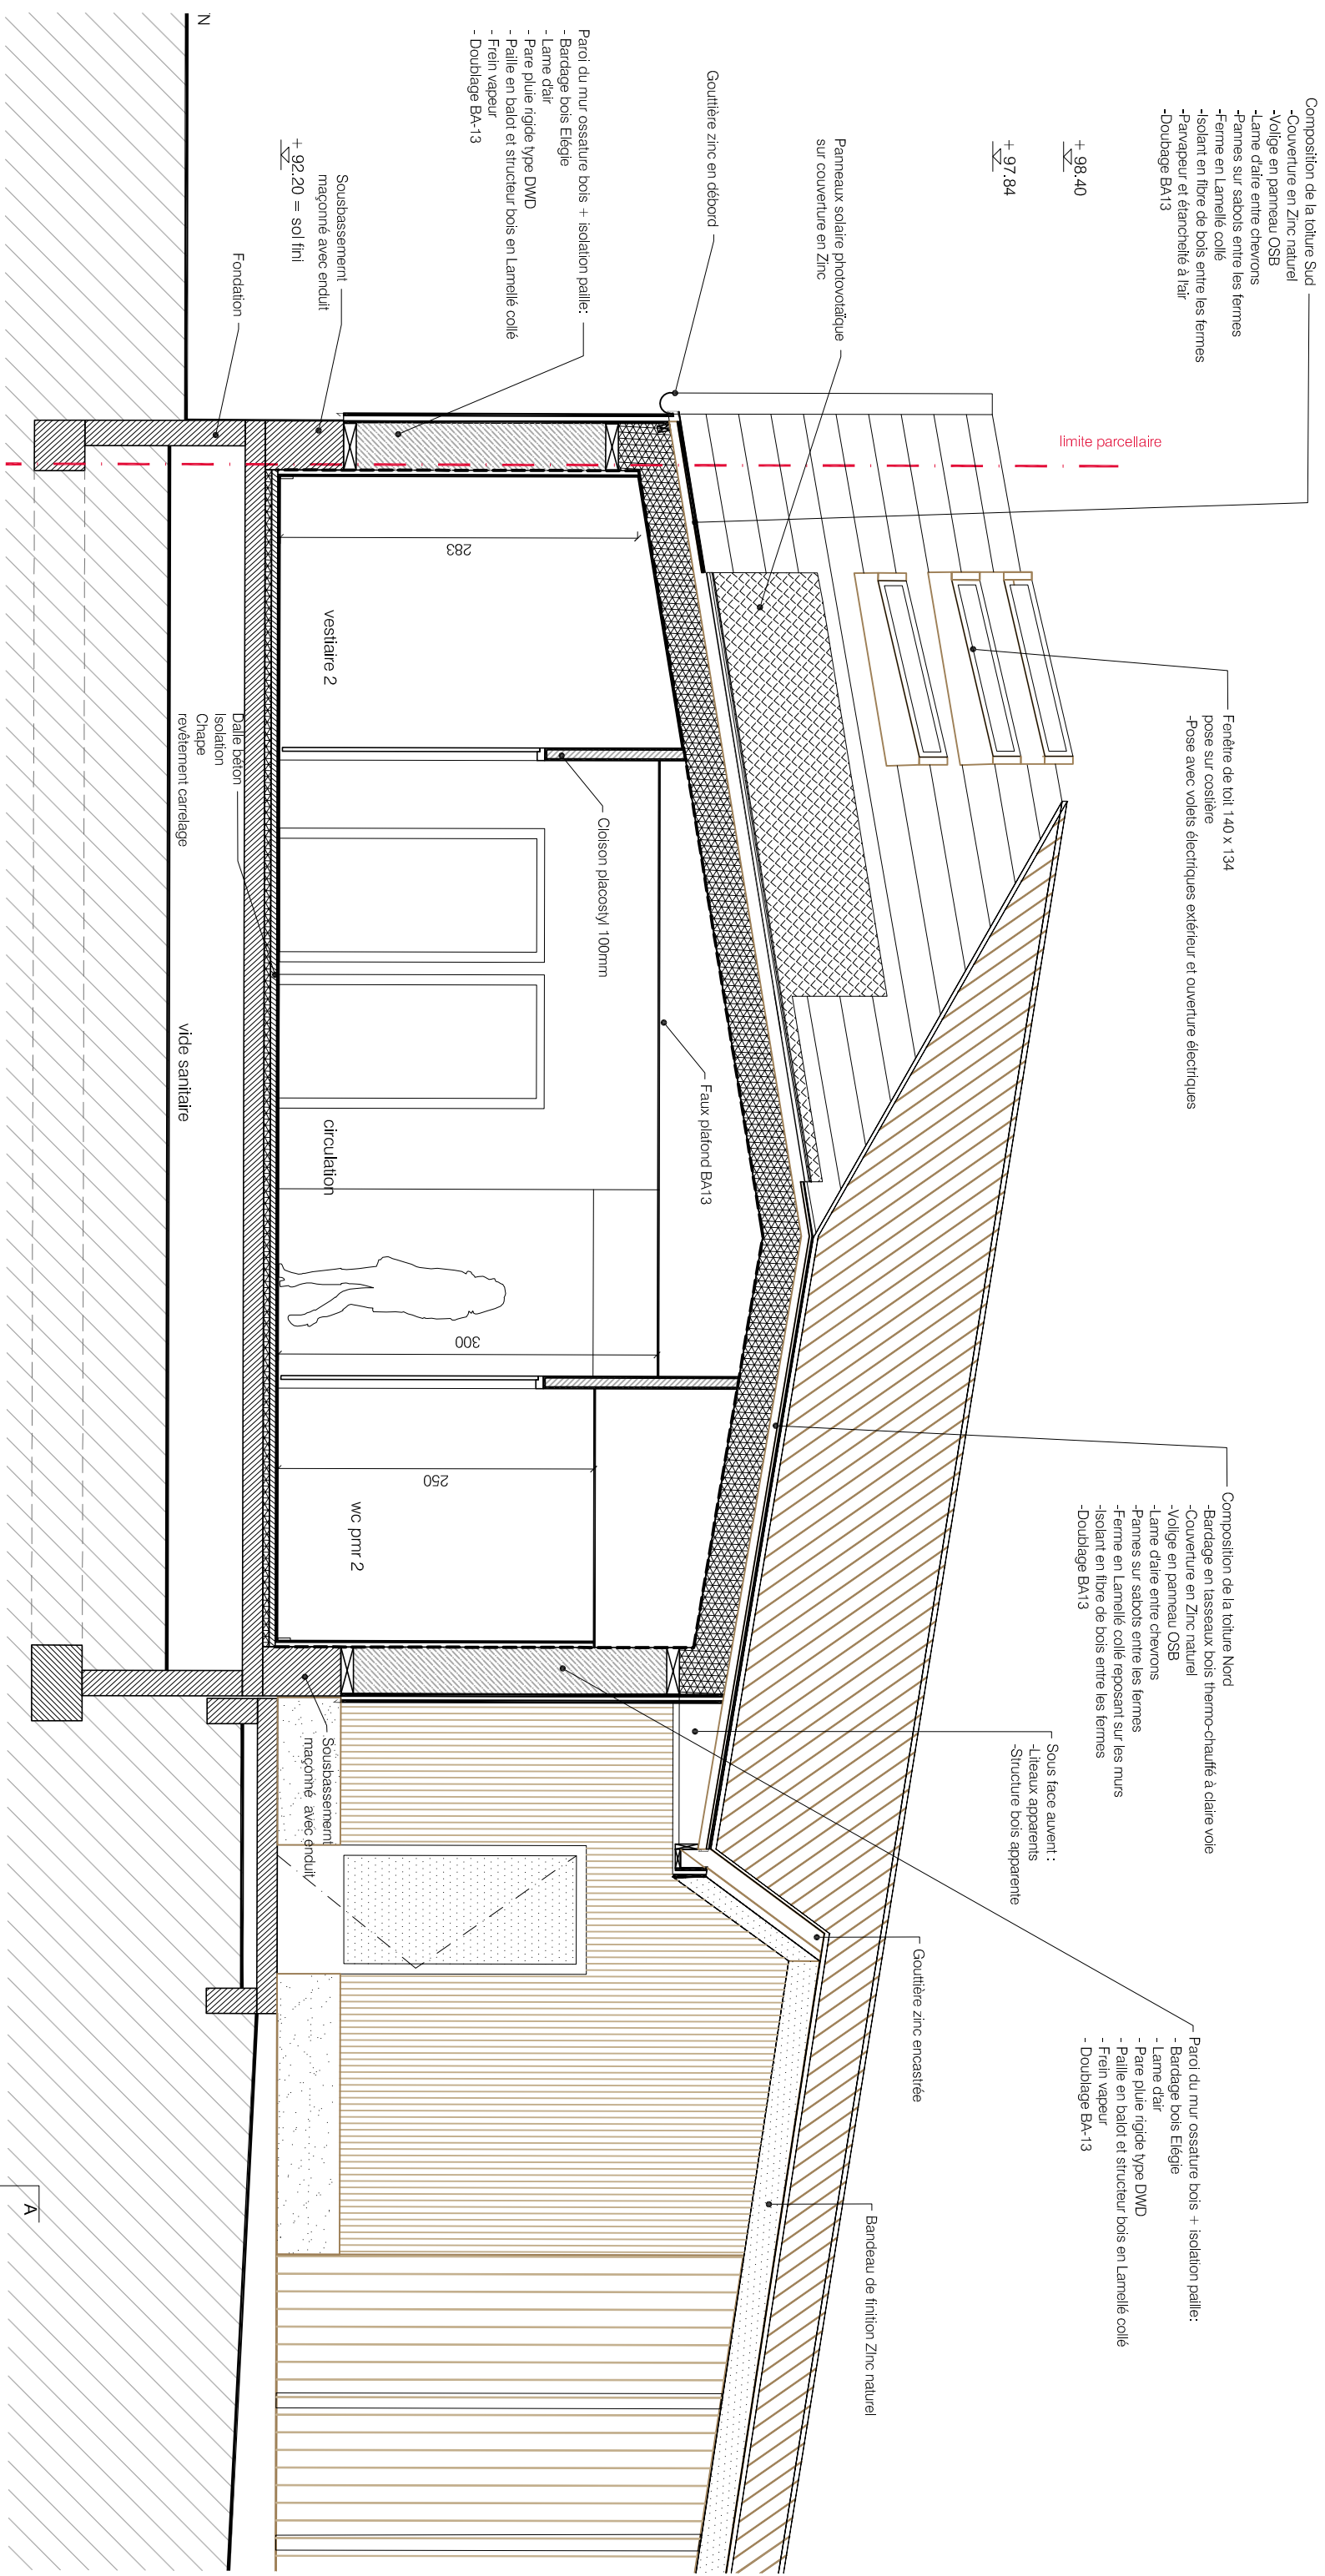 Composition de la toiture Sud
-Couverture en Zinc naturel
-Volige en panneau OSB
-Lame d'aire entre chevrons
-Pannes sur sabots entre les fermes
-Ferme en Lamellé collé
-Isolant en fibre de bois entre les fermes
-Parvapeur et étancheité à l'air
-Doubage BA13
+ 98.40
+ 97.84
Panneaux solaire photovotaïque
sur couverture en Zinc
Gouttière zinc en débord
Paroi du mur ossature bois + isolation paille:
- Bardage bois Elégie
- Lame d'air
- Pare pluie rigide type DWD
- Paille en balot et structeur bois en Lamellé collé
- Frein vapeur
- Doublage BA-13
Sousbassemernt
maçonné avec enduit
+ 92.20 = sol fini
Fondation
limite parcellaire
Fenêtre de toit 140 x 134
pose sur costière
-Pose avec volets électriques extérieur et ouverture électriques
283
vestiaire 2
Cloison placostyl 100mm
Faux plafond BA13
circulation
300
250
wc pmr 2
Dalle béton
Isolation
Chape
revêtement carrelage
vide sanitaire
Composition de la toiture Nord
-Bardage en tasseaux bois thermo-chauffé à claire voie
-Couverture en Zinc naturel
-Volige en panneau OSB
-Lame d'aire entre chevrons
-Pannes sur sabots entre les fermes
-Ferme en Lamellé collé reposant sur les murs
-Isolant en fibre de bois entre les fermes
-Doublage BA13
Sous face auvent :
-Liteaux apparents
-Structure bois apparente
Sousbassemernt
maçonné avec enduit
Gouttière zinc encastrée
Paroi du mur ossature bois + isolation paille:
- Bardage bois Elégie
- Lame d'air
- Pare pluie rigide type DWD
- Paille en balot et structeur bois en Lamellé collé
- Frein vapeur
- Doublage BA-13
Bandeau de finition ZInc naturel
A